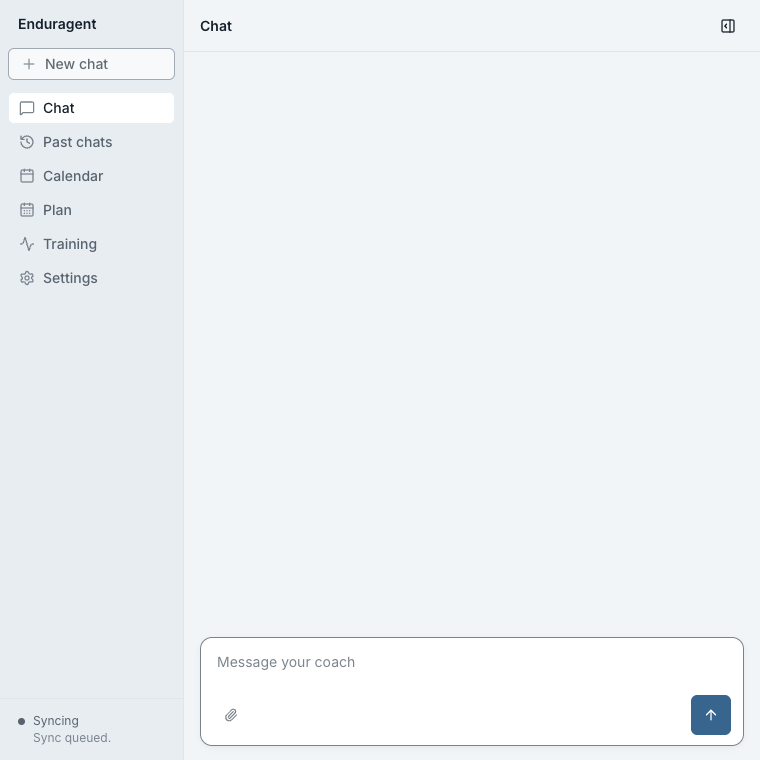 Enduragent
New chat
Chat
Past chats
Calendar
Plan
Training
Settings
Syncing
Sync queued.
Chat
Message your coach